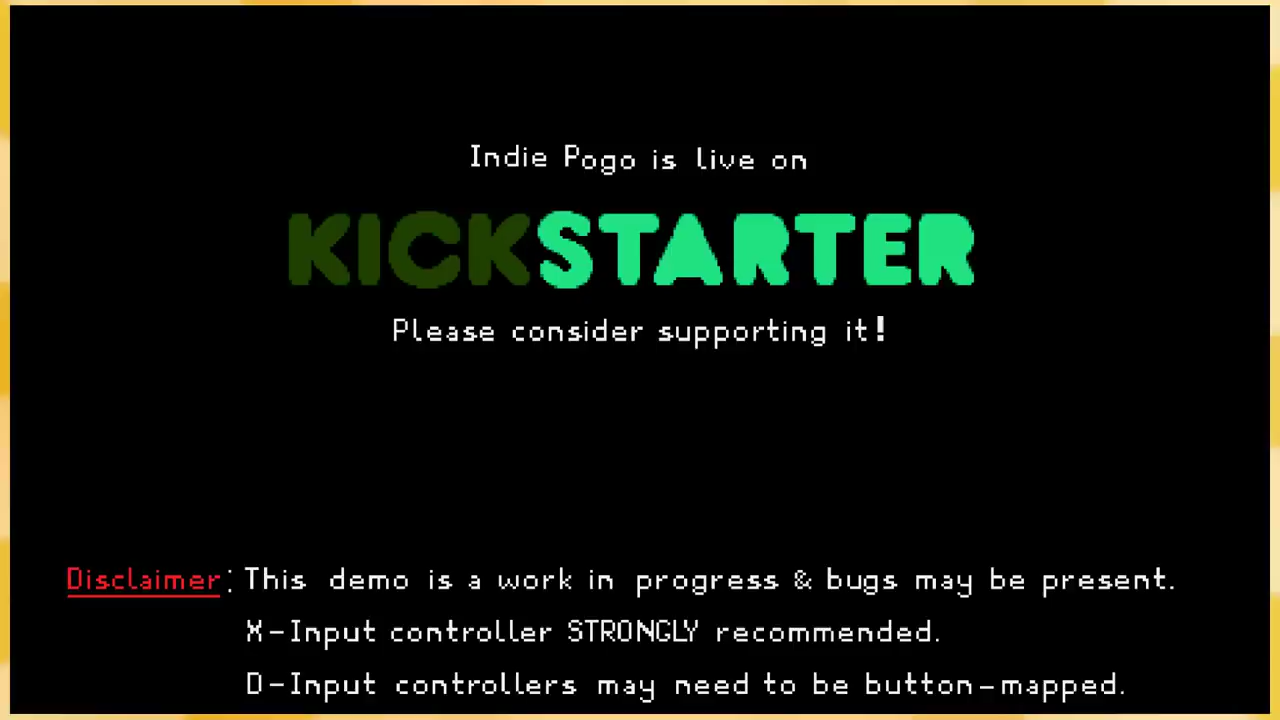 Indie Pogo is live on
KICKSTARTER
Please consider supporting it!
Disclaimer: This demo is a work in progress & bugs may be present.
X-Input controller STRONGLY recommended.
D-Input controllers may need to be button-mapped.